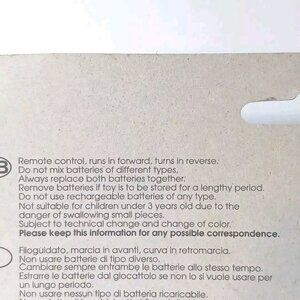 B
Remote control, runs in forward, turns in reverse.
Do not mix batteries of different types.
Always replace both batteries together.
Remove batteries if toy is to be stored for a lengthy period.
Do not use rechargeable batteries of any type.
Not suitable for children under 3 years old due to the
danger of swallowing small pieces.
Subject to technical change and change of color.
Please keep this information for any possible correspondence.
Filoguidato, marcia in avanti, curva in retromarcia.
Non usare batterie di tipo diverso.
Cambiare sempre entrambe le batterie allo stesso tempo.
Estrarre le batterie dal giocattolo se non lo si vuole usare per
un lungo periodo.
Non usare nessun tipo di batteria ricaricabile.